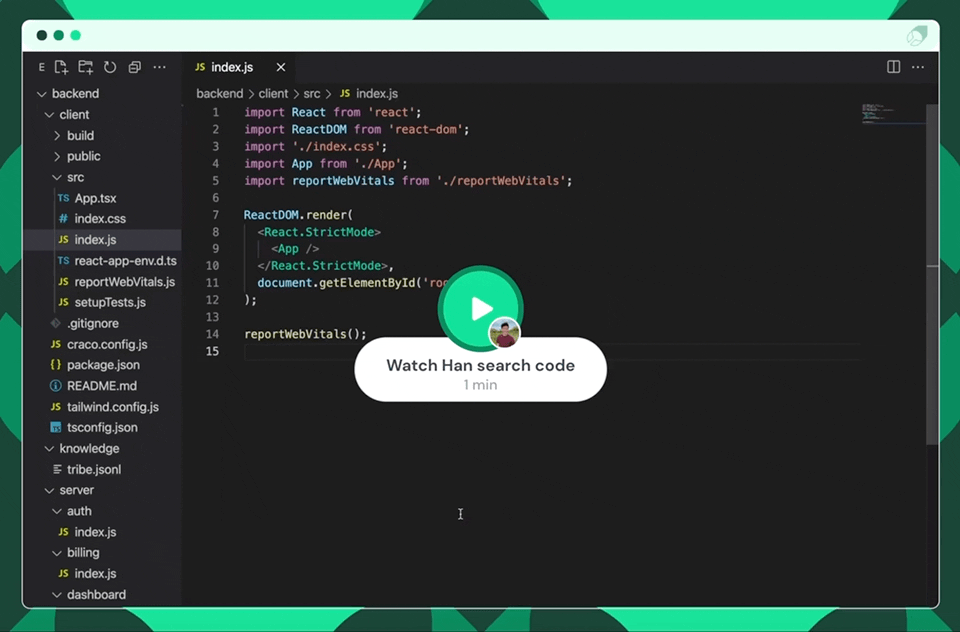 E
JS index.js
backend > client > src > JS index.js
backend
client
build
public
src
TS App.tsx
# index.css
JS index.js
TS react-app-env.d.ts
JS reportWebVitals.js
JS setupTests.js
.gitignore
JS craco.config.js
{} package.json
README.md
JS tailwind.config.js
TS tsconfig.json
knowledge
tribe.jsonl
server
auth
JS index.js
billing
JS index.js
dashboard
1 import React from 'react';
2 import ReactDOM from 'react-dom';
3 import './index.css';
4 import App from './App';
5 import reportWebVitals from './reportWebVitals';
6
7 ReactDOM.render(
8 <React.StrictMode>
9 <App />
10 </React.StrictMode>,
11 document.getElementById('roo
12 );
13
14 reportWebVitals();
15
Watch Han search code
1 min